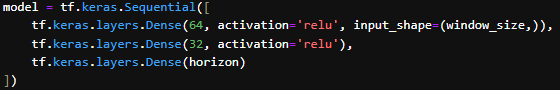 model = tf.keras.Sequential([
    tf.keras.layers.Dense(64, activation='relu', input_shape=(window_size,)),
    tf.keras.layers.Dense(32, activation='relu'),
    tf.keras.layers.Dense(horizon)
])